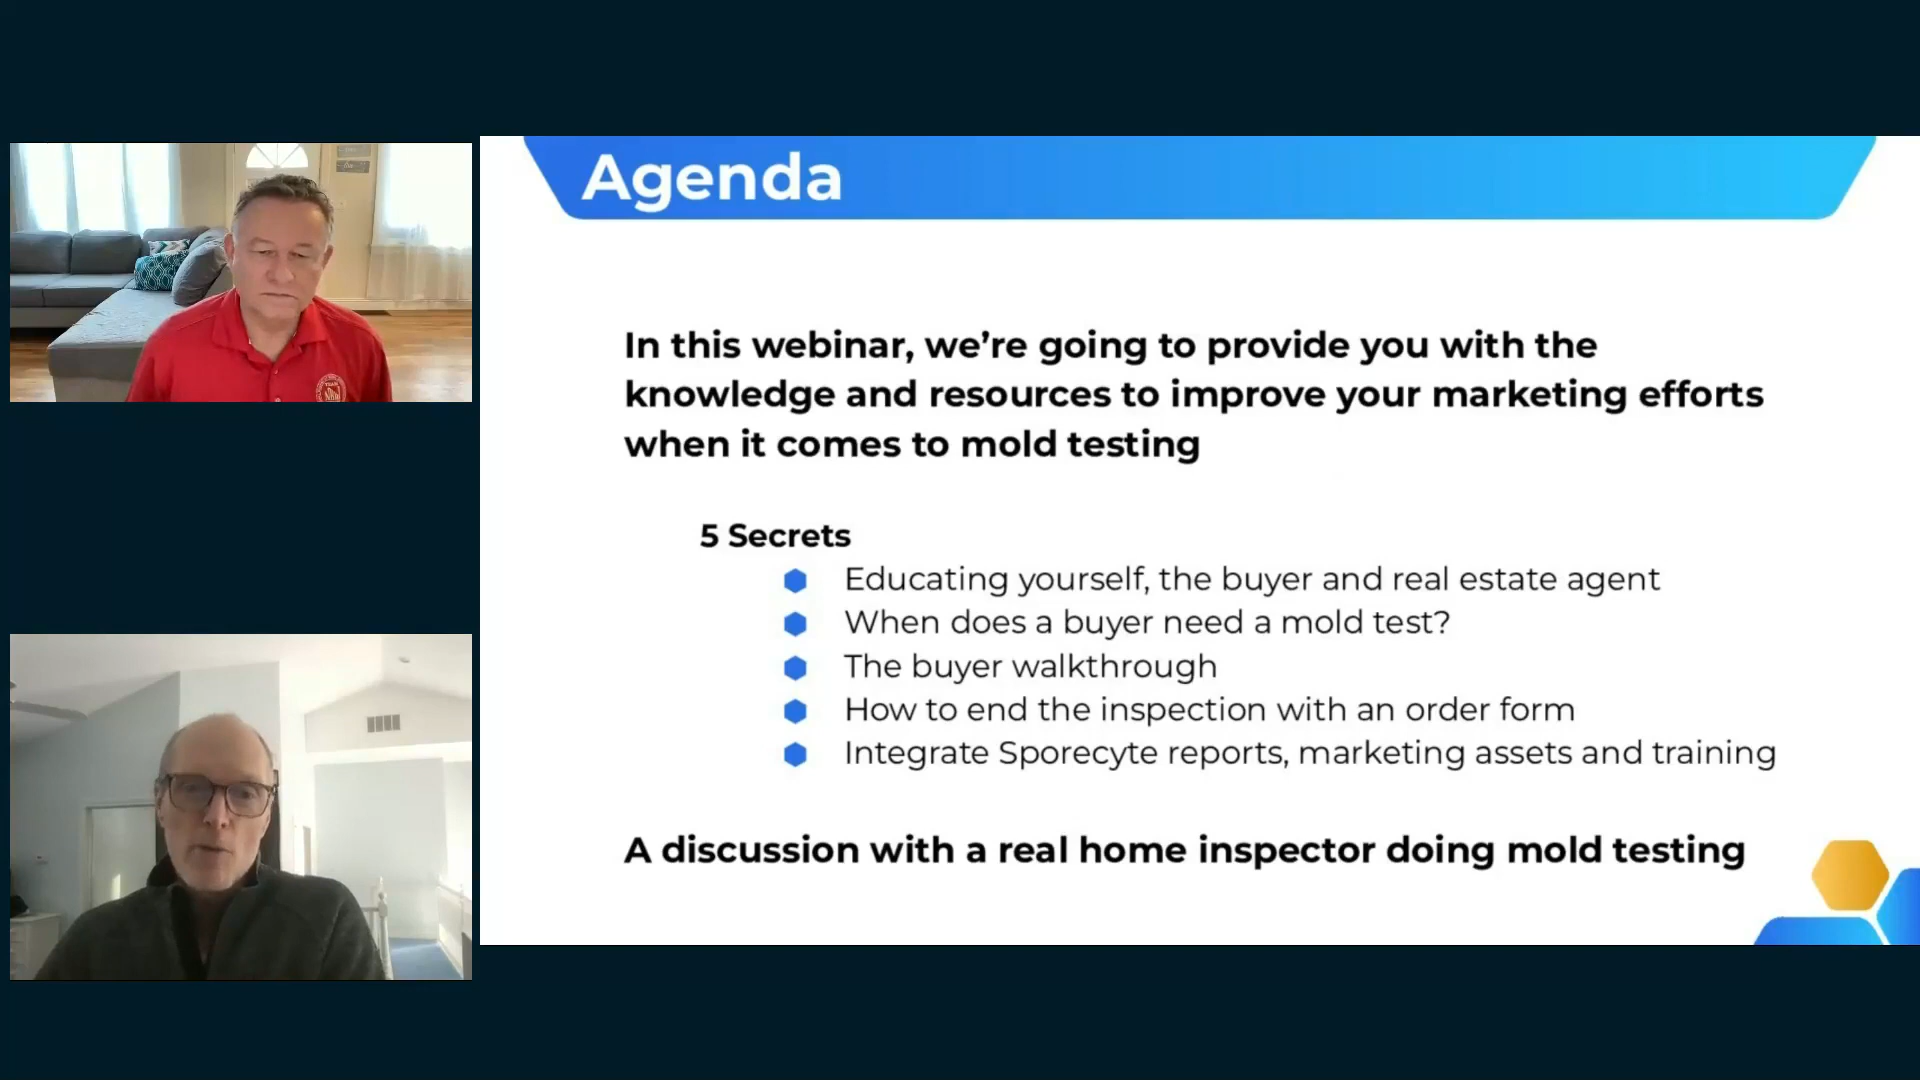 Agenda
In this webinar, we’re going to provide you with the
knowledge and resources to improve your marketing efforts
when it comes to mold testing
5 Secrets
Educating yourself, the buyer and real estate agent
When does a buyer need a mold test?
The buyer walkthrough
How to end the inspection with an order form
Integrate Sporecyte reports, marketing assets and training
A discussion with a real home inspector doing mold testing